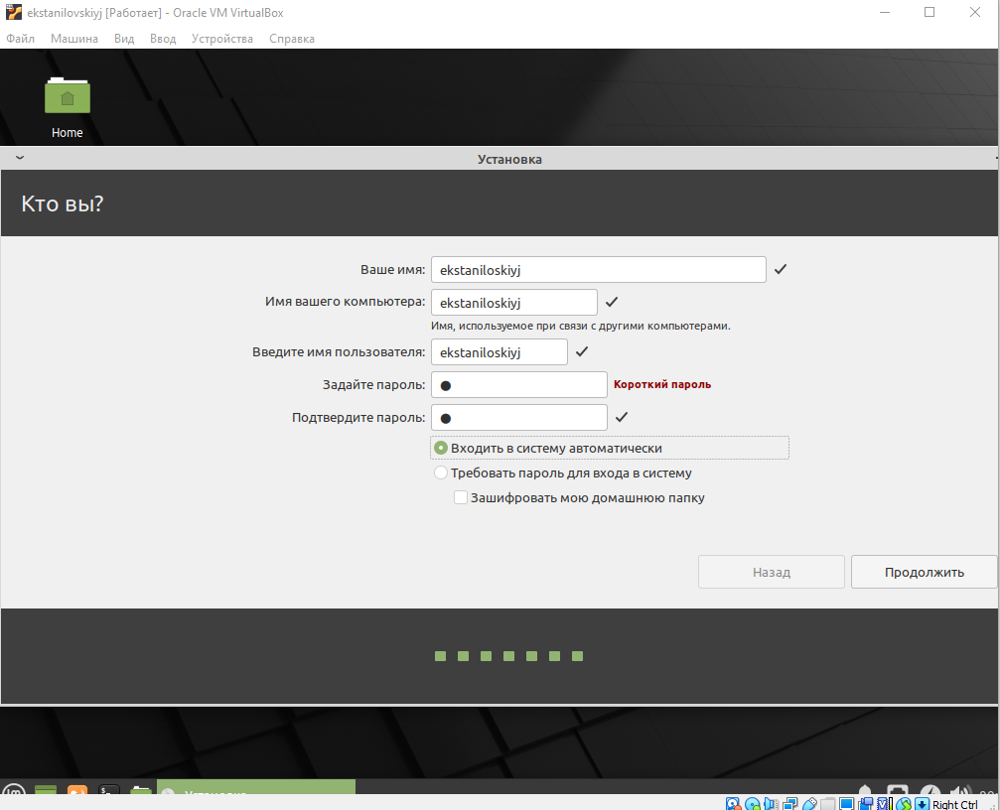 ekstanilovskiyj [Работает] - Oracle VM VirtualBox
Файл Машина Вид Ввод Устройства Справка
Home
Установка
Кто вы?
Ваше имя: ekstaniloskiyj
Имя вашего компьютера: ekstaniloskiyj
Имя, используемое при связи с другими компьютерами.
Введите имя пользователя: ekstaniloskiyj
Задайте пароль: ● Короткий пароль
Подтвердите пароль: ●
Входить в систему автоматически
Требовать пароль для входа в систему
Зашифровать мою домашнюю папку
Назад Продолжить
Установка
Right Ctrl